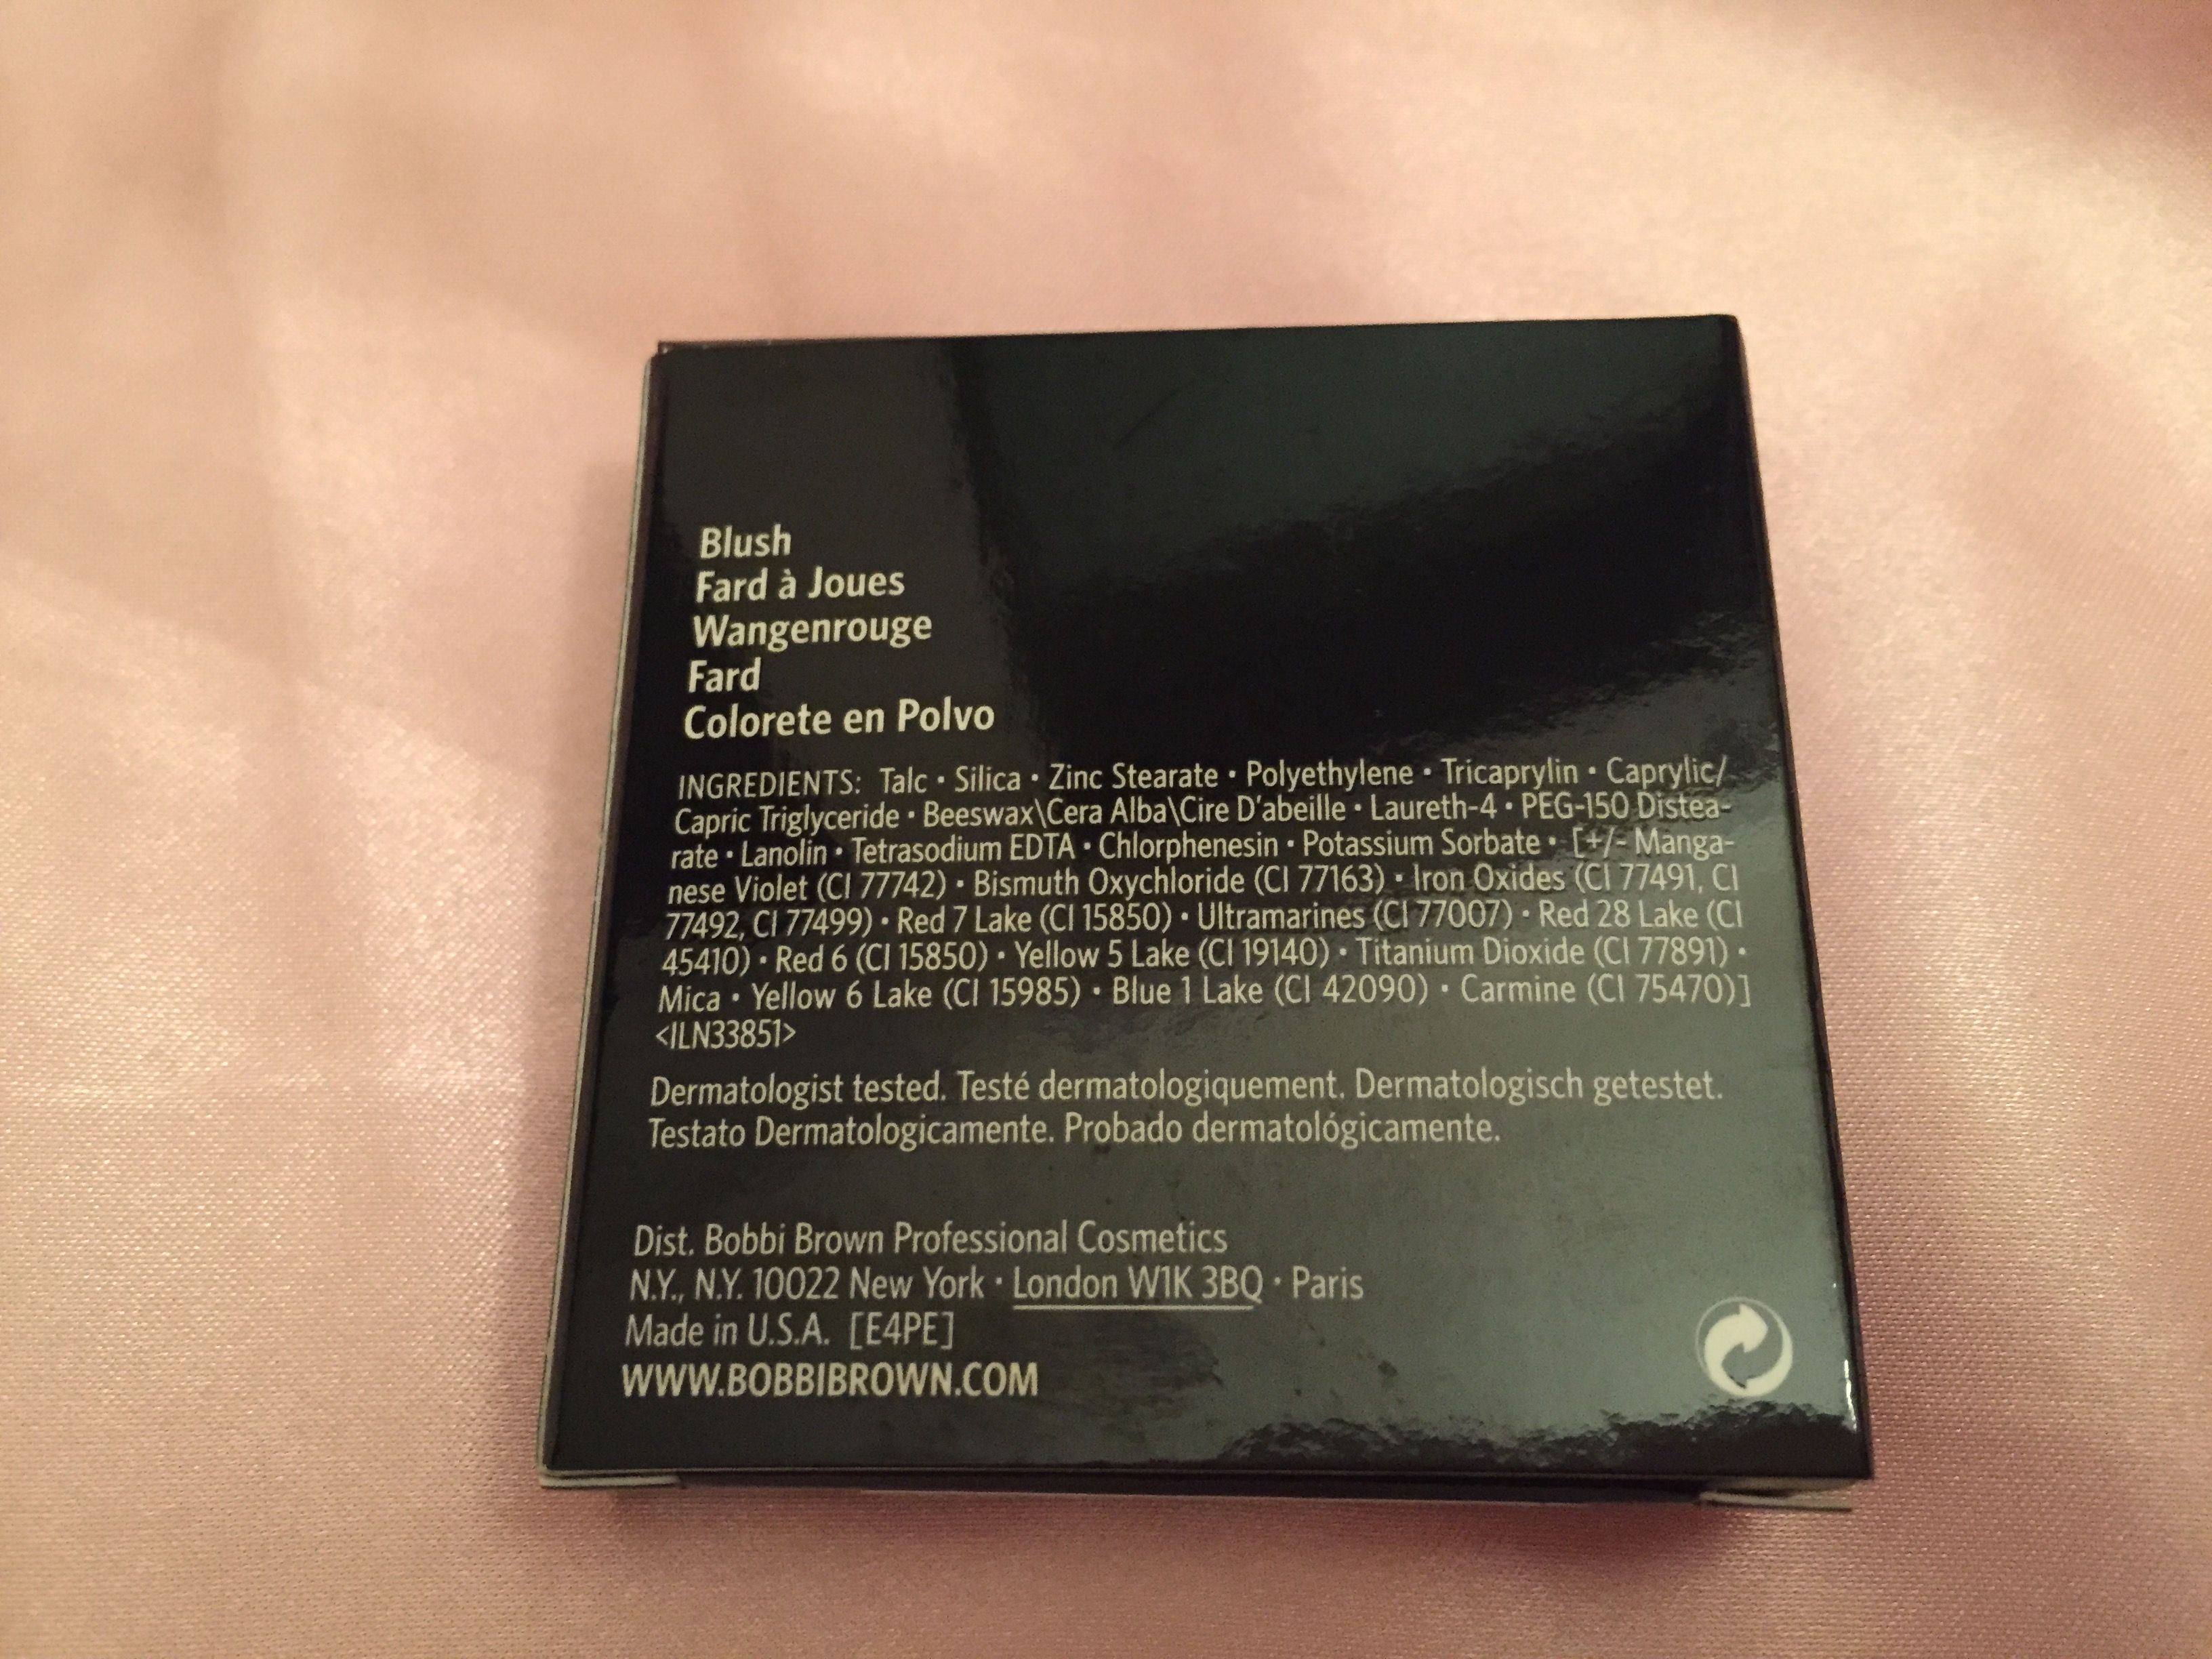 Blush
Fard à Joues
Wangenrouge
Fard
Colorete en Polvo
INGREDIENTS: Talc • Silica • Zinc Stearate • Polyethylene • Tricaprylin • Caprylic/
Capric Triglyceride • Beeswax\Cera Alba\Cire D'abeille • Laureth-4 • PEG-150 Distea-
rate • Lanolin • Tetrasodium EDTA • Chlorphenesin • Potassium Sorbate • [+/- Manga-
nese Violet (CI 77742) • Bismuth Oxychloride (CI 77163) • Iron Oxides (CI 77491, CI
77492, CI 77499) • Red 7 Lake (CI 15850) • Ultramarines (CI 77007) • Red 28 Lake (CI
45410) • Red 6 (CI 15850) • Yellow 5 Lake (CI 19140) • Titanium Dioxide (CI 77891) •
Mica • Yellow 6 Lake (CI 15985) • Blue 1 Lake (CI 42090) • Carmine (CI 75470)]
<ILN33851>
Dermatologist tested. Testé dermatologiquement. Dermatologisch getestet.
Testato Dermatologicamente. Probado dermatológicamente.
Dist. Bobbi Brown Professional Cosmetics
N.Y., N.Y. 10022 New York • London W1K 3BQ • Paris
Made in U.S.A. [E4PE]
WWW.BOBBIBROWN.COM